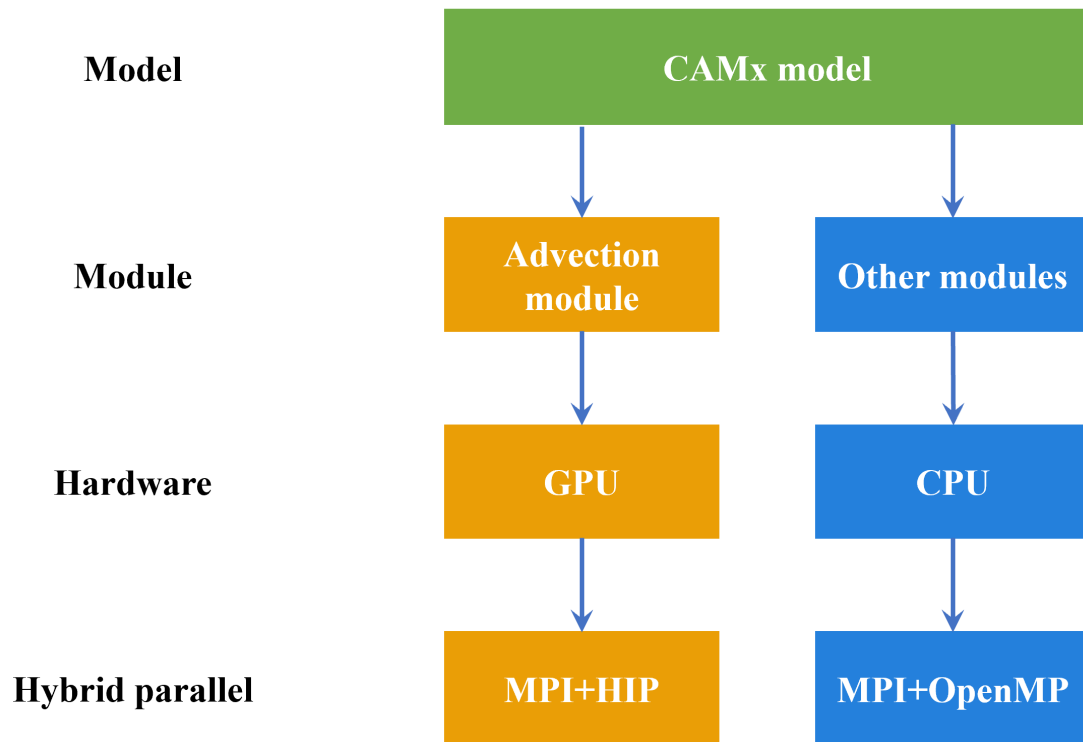 Model
CAMx model
Module
Advection
module
Other modules
Hardware
GPU
CPU
Hybrid parallel
MPI+HIP
MPI+OpenMP